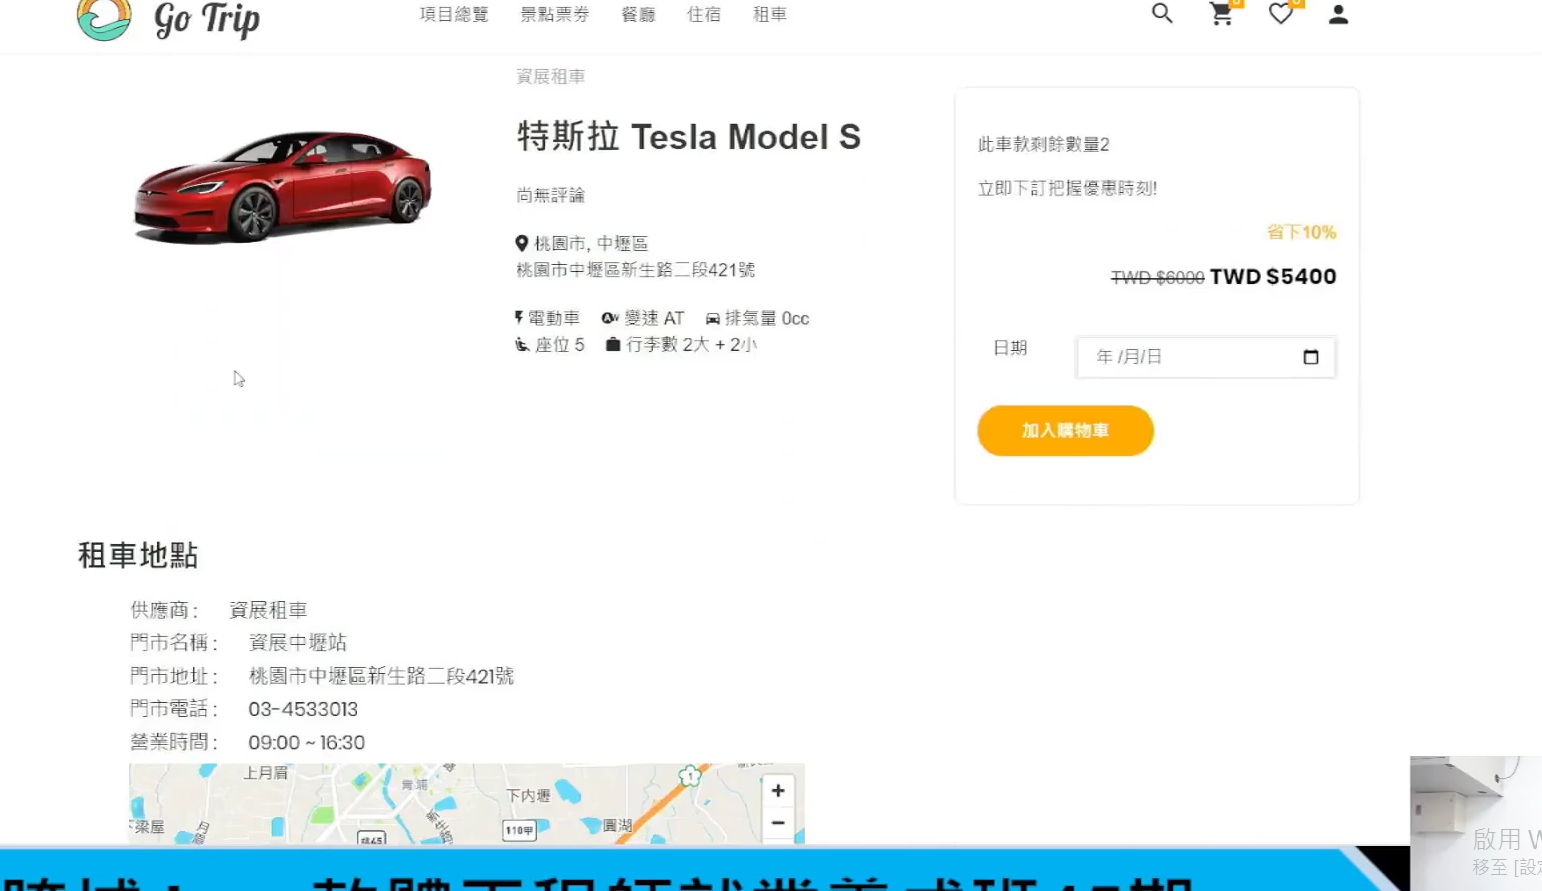 Go Trip
項目總覽 景點票券 餐廳 住宿 租車
資展租車
特斯拉 Tesla Model S
尚無評論
桃園市, 中壢區
桃園市中壢區新生路二段421號
電動車 變速 AT 排氣量 0cc
座位 5 行李數 2大 + 2小
此車款剩餘數量2
立即下訂把握優惠時刻!
省下10%
TWD $6000 TWD $5400
日期 年 /月/日
加入購物車
租車地點
供應商 : 資展租車
門市名稱 : 資展中壢站
門市地址 : 桃園市中壢區新生路二段421號
門市電話 : 03-4533013
營業時間 : 09:00 ~ 16:30
上月眉
青埔
下內壢
1
梁屋
110甲
圓湖
+
−
啟用 W
移至 [設定